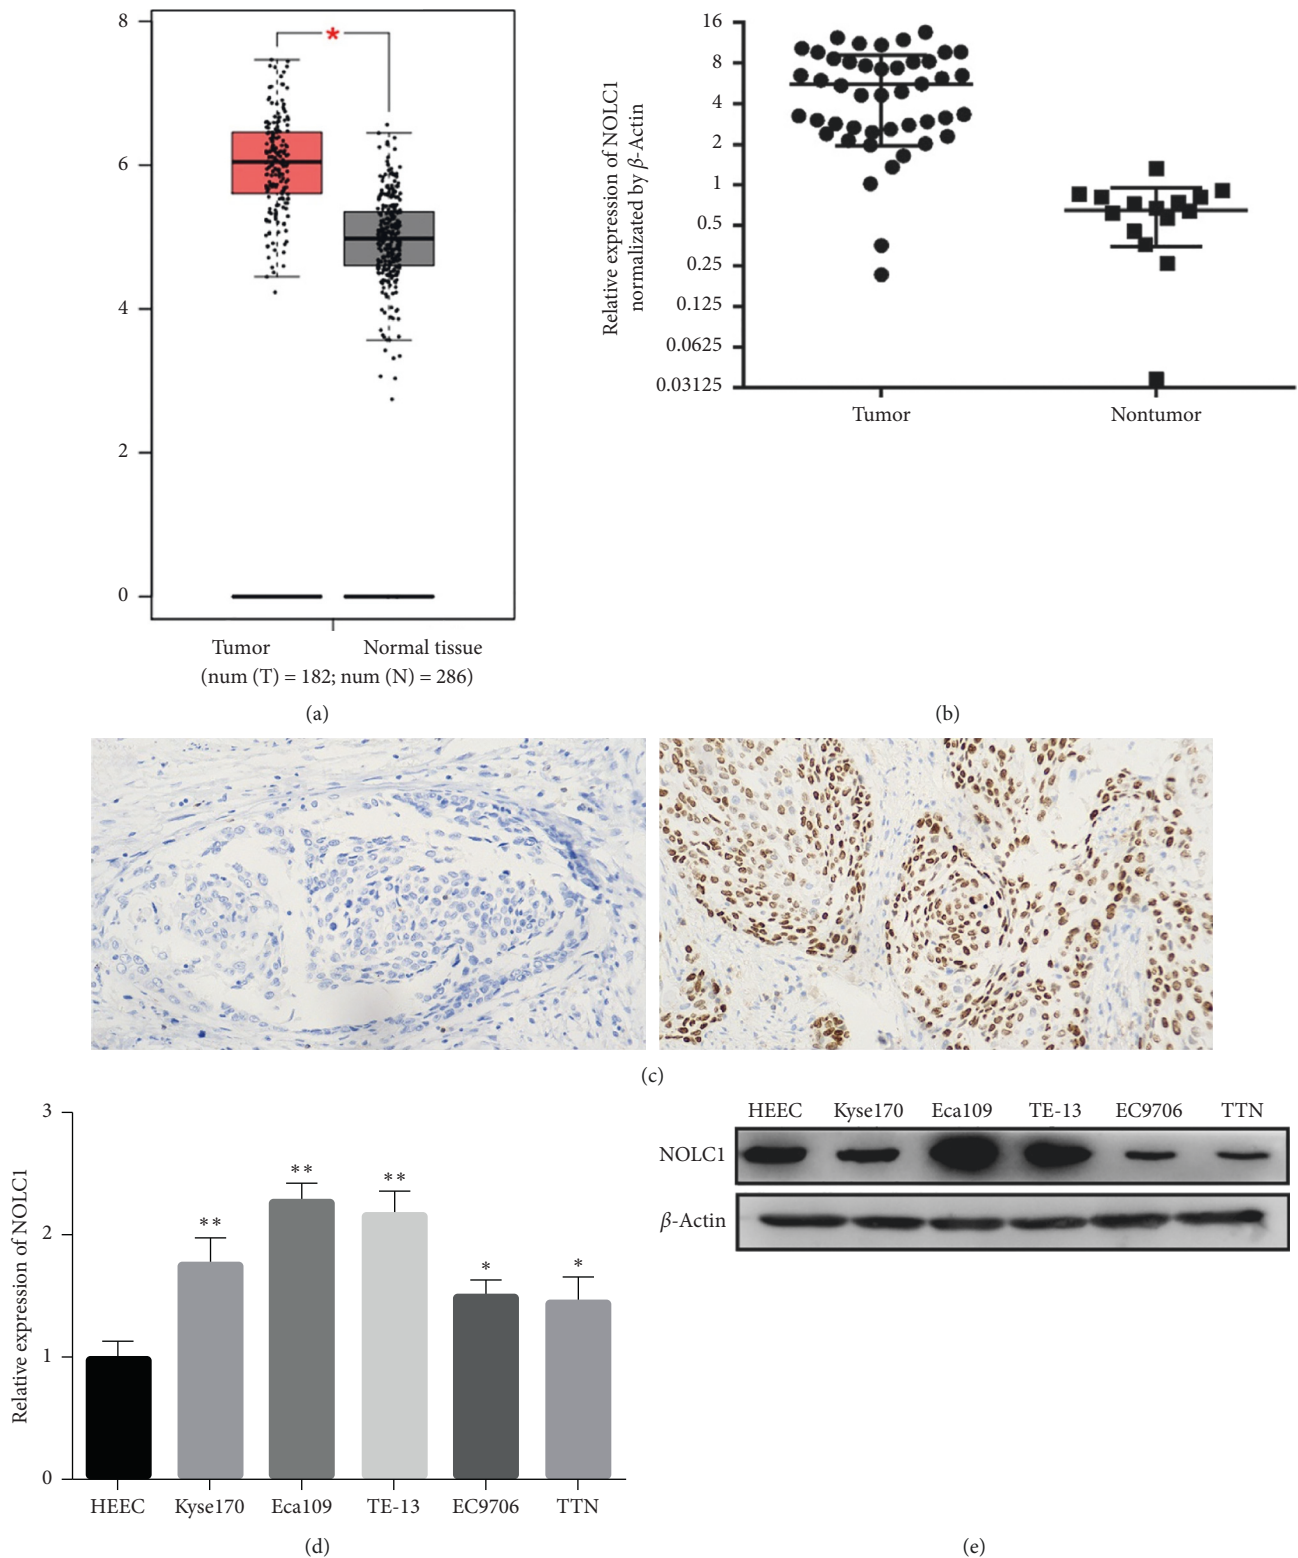 8
6
4
2
0
*
Tumor
Normal tissue
(num (T) = 182; num (N) = 286)
(a)
Relative expression of NOLC1
normalizated by β-Actin
16
8
4
2
1
0.5
0.25
0.125
0.0625
0.03125
Tumor
Nontumor
(b)
(c)
Relative expression of NOLC1
3
2
1
0
**
**
**
*
*
HEEC
Kyse170
Eca109
TE-13
EC9706
TTN
(d)
HEEC
Kyse170
Eca109
TE-13
EC9706
TTN
NOLC1
β-Actin
(e)